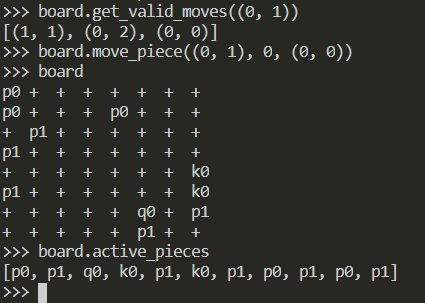 >>> board.get_valid_moves((0, 1))
[(1, 1), (0, 2), (0, 0)]
>>> board.move_piece((0, 1), 0, (0, 0))
>>> board
p0 +  +  +  +  +  +  +
p0 +  +  +  p0 +  +  +
+  p1 +  +  +  +  +  +
p1 +  +  +  +  +  +  +
+  +  +  +  +  +  +  k0
p1 +  +  +  +  +  +  k0
+  +  +  +  +  q0 +  p1
+  +  +  +  +  p1 +  +
>>> board.active_pieces
[p0, p1, q0, k0, p1, k0, p1, p0, p1, p0, p1]
>>>